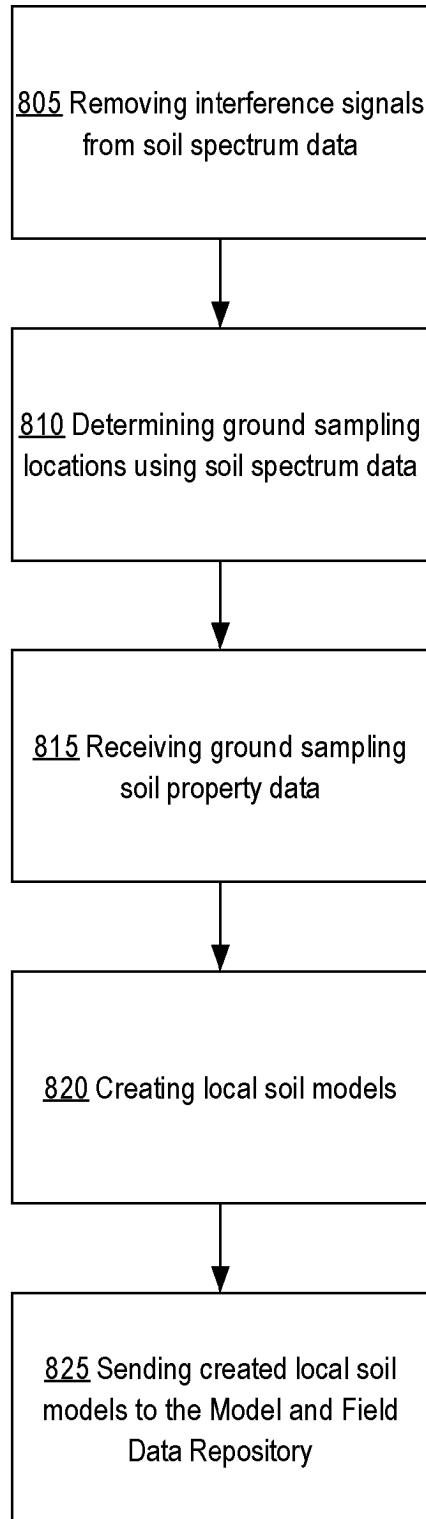 805 Removing interference signals
from soil spectrum data
810 Determining ground sampling
locations using soil spectrum data
815 Receiving ground sampling
soil property data
820 Creating local soil models
825 Sending created local soil
models to the Model and Field
Data Repository